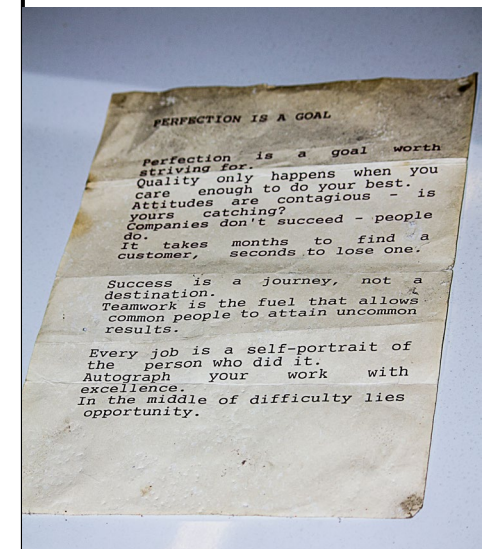 PERFECTION IS A GOAL
Perfection is a goal worth
striving for.
Quality only happens when you
care enough to do your best.
Attitudes are contagious - is
yours catching?
Companies don't succeed - people
do.
It takes months to find a
customer, seconds to lose one.
Success is a journey, not a
destination.
Teamwork is the fuel that allows
common people to attain uncommon
results.
Every job is a self-portrait of
the person who did it.
Autograph your work with
excellence.
In the middle of difficulty lies
opportunity.